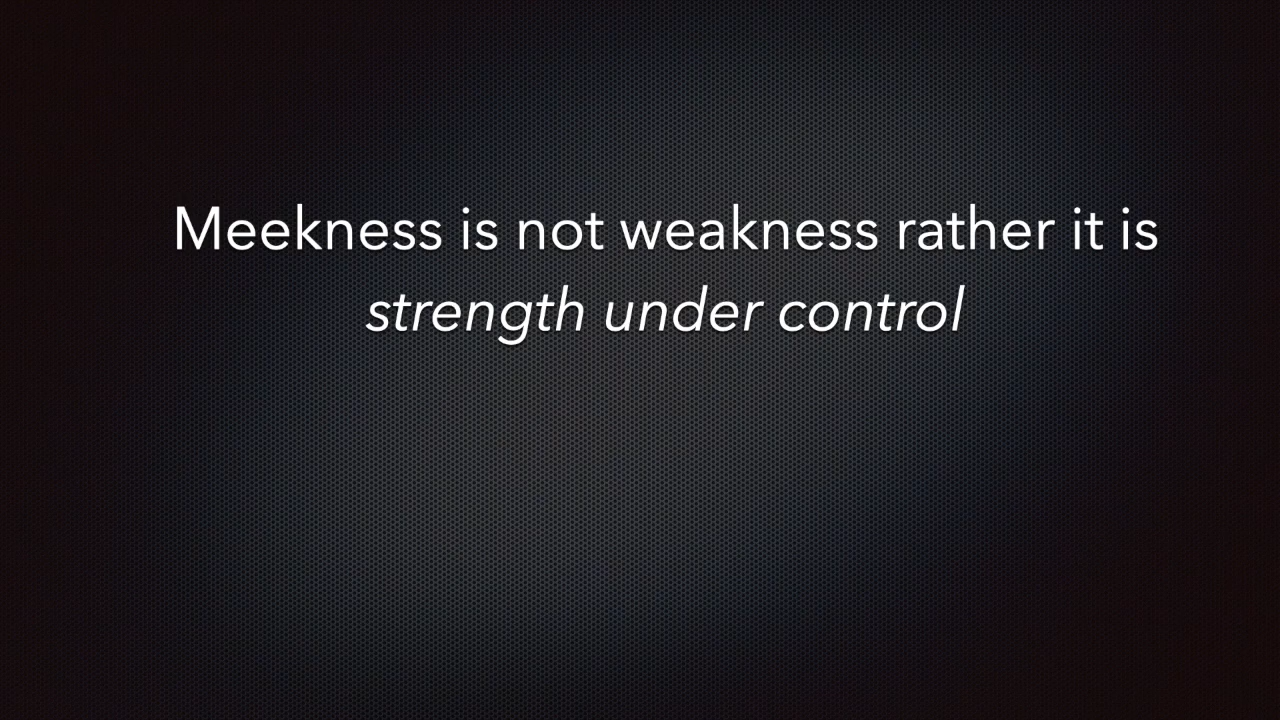 Meekness is not weakness rather it is
strength under control